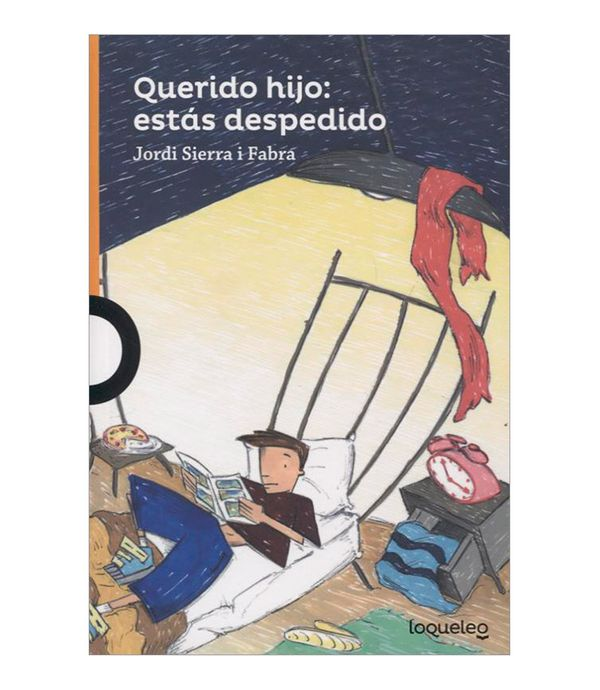 Querido hijo:
estás despedido
Jordi Sierra i Fabra
loqueleo